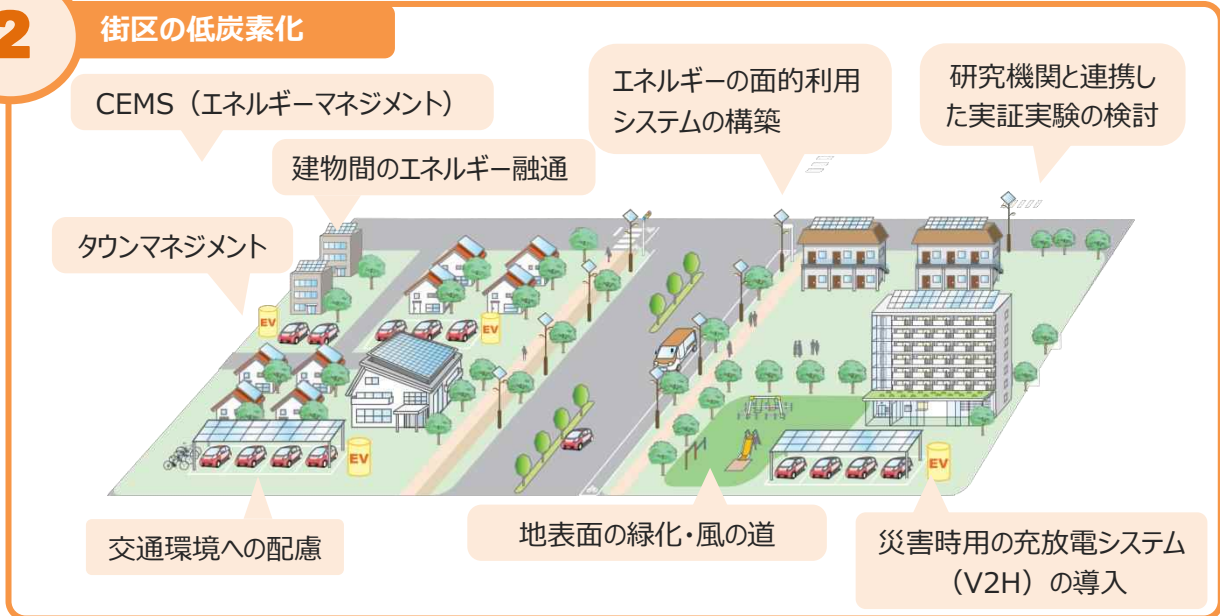 2
街区の低炭素化
CEMS（エネルギーマネジメント）
エネルギーの面的利用
システムの構築
研究機関と連携し
た実証実験の検討
建物間のエネルギー融通
タウンマネジメント
EV
EV
EV
EV
交通環境への配慮
地表面の緑化・風の道
災害時用の充放電システム
（V2H）の導入